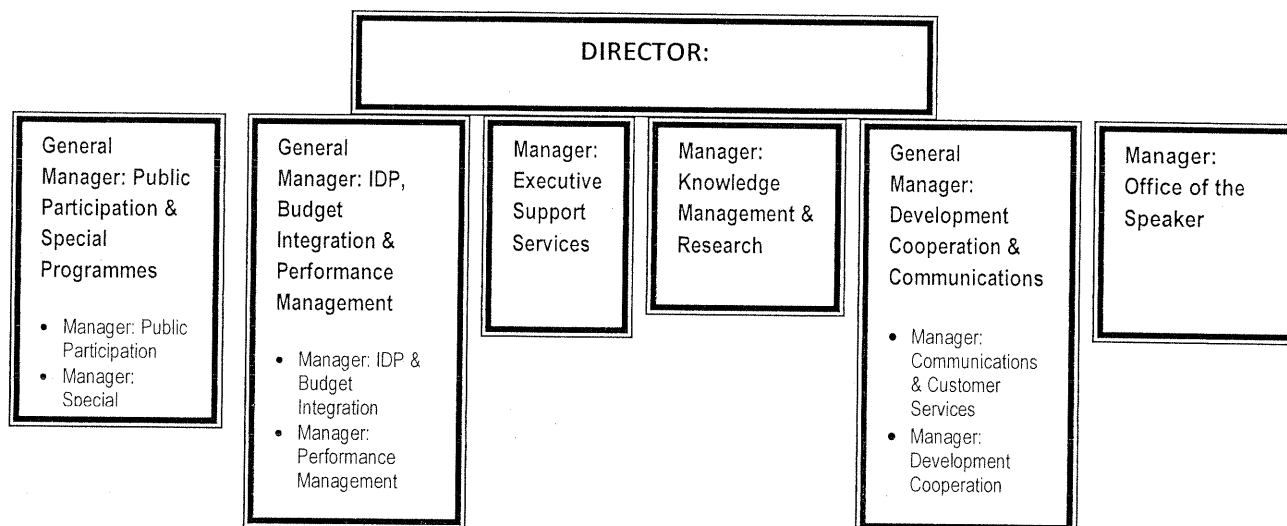 DIRECTOR:
General
Manager: Public
Participation &
Special
Programmes
• Manager: Public
Participation
• Manager:
Special
General
Manager: IDP,
Budget
Integration &
Performance
Management
• Manager: IDP &
Budget
Integration
• Manager:
Performance
Management
Manager:
Executive
Support
Services
Manager:
Knowledge
Management &
Research
General
Manager:
Development
Cooperation &
Communications
• Manager:
Communications
& Customer
Services
• Manager:
Development
Cooperation
Manager:
Office of the
Speaker